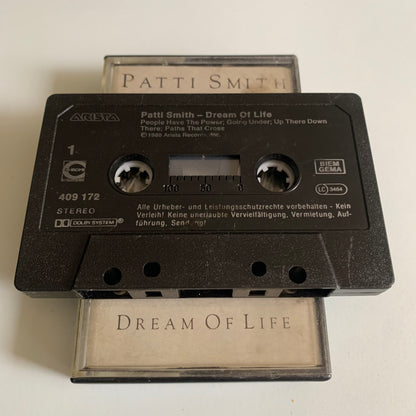 PATTI SMITH
ARISTA
Patti Smith – Dream Of Life
People Have The Power; Going Under; Up There Down
There; Paths That Cross
℗ 1988 Arista Records, Inc.
1
EUROPE
409 172
STEREO
DOLBY SYSTEM
100 50 0
BIEM
GEMA
LC 3484
Alle Urheber- und Leistungsschutzrechte vorbehalten - Kein
Verleih! Keine unerlaubte Vervielfältigung, Vermietung, Auf-
führung,
DREAM OF LIFE